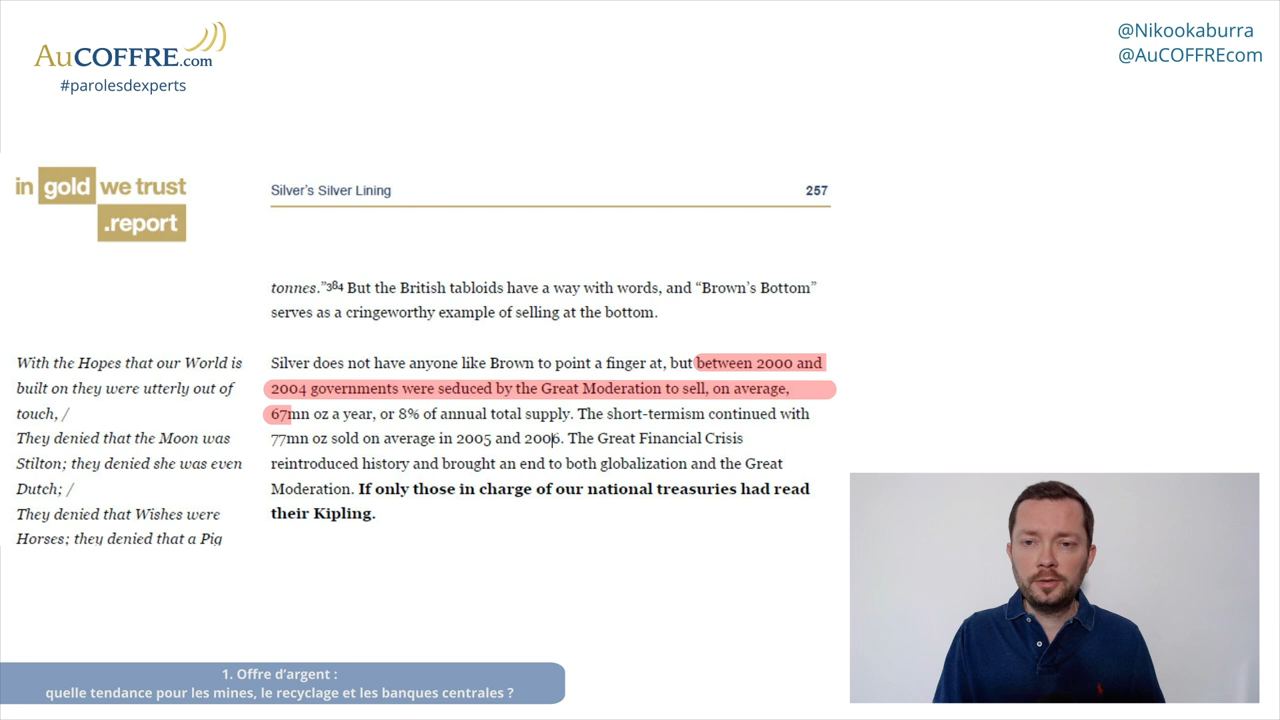 AuCOFFRE.com
#parolesdexperts
@Nikookaburra
@AuCOFFREcom
in gold we trust
.report
Silver's Silver Lining 257
tonnes."384 But the British tabloids have a way with words, and “Brown's Bottom”
serves as a cringeworthy example of selling at the bottom.
With the Hopes that our World is
built on they were utterly out of
touch, /
They denied that the Moon was
Stilton; they denied she was even
Dutch; /
They denied that Wishes were
Horses; they denied that a Pig
Silver does not have anyone like Brown to point a finger at, but between 2000 and
2004 governments were seduced by the Great Moderation to sell, on average,
67mn oz a year, or 8% of annual total supply. The short-termism continued with
77mn oz sold on average in 2005 and 2006. The Great Financial Crisis
reintroduced history and brought an end to both globalization and the Great
Moderation. If only those in charge of our national treasuries had read
their Kipling.
1. Offre d'argent :
quelle tendance pour les mines, le recyclage et les banques centrales ?